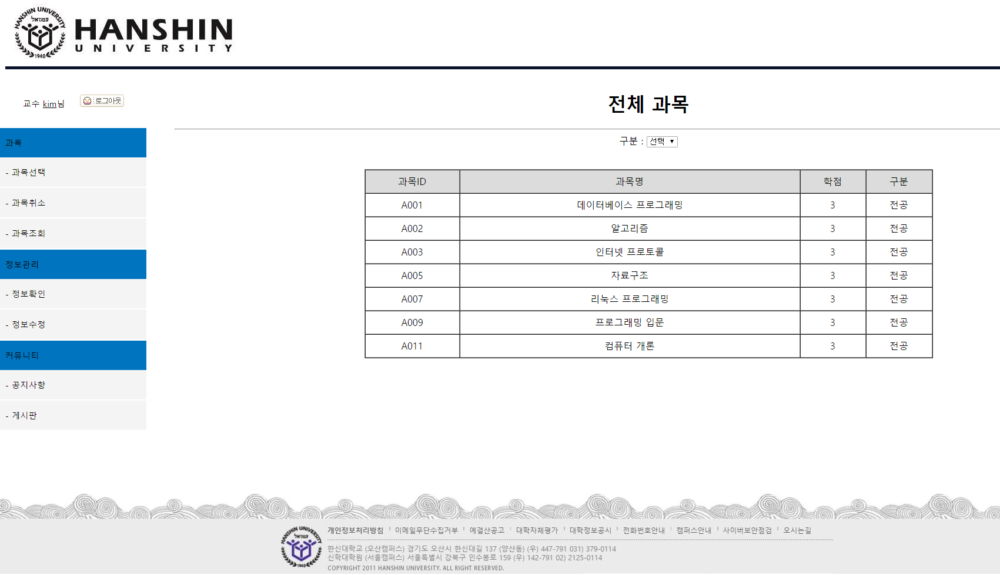 HANSHIN UNIVERSITY
עמנואל
1940
HANSHIN
UNIVERSITY
교수 kim님
로그아웃
과목
- 과목선택
- 과목취소
- 과목조회
정보관리
- 정보확인
- 정보수정
커뮤니티
- 공지사항
- 게시판
전체 과목
구분 : 선택
과목ID 과목명 학점 구분
A001 데이터베이스 프로그래밍 3 전공
A002 알고리즘 3 전공
A003 인터넷 프로토콜 3 전공
A005 자료구조 3 전공
A007 리눅스 프로그래밍 3 전공
A009 프로그래밍 입문 3 전공
A011 컴퓨터 개론 3 전공
HANSHIN UNIVERSITY
עמנואל
1940
개인정보처리방침 이메일무단수집거부 예결산공고 대학자체평가 대학정보공시 전화번호안내 캠퍼스안내 사이버보안점검 오시는길
한신대학교 (오산캠퍼스) 경기도 오산시 한신대길 137 (양산동) (우) 447-791 031) 379-0114
신학대학원 (서울캠퍼스) 서울특별시 강북구 인수봉로 159 (우) 142-791 02) 2125-0114
COPYRIGHT 2011 HANSHIN UNIVERSITY. ALL RIGHT RESERVED.